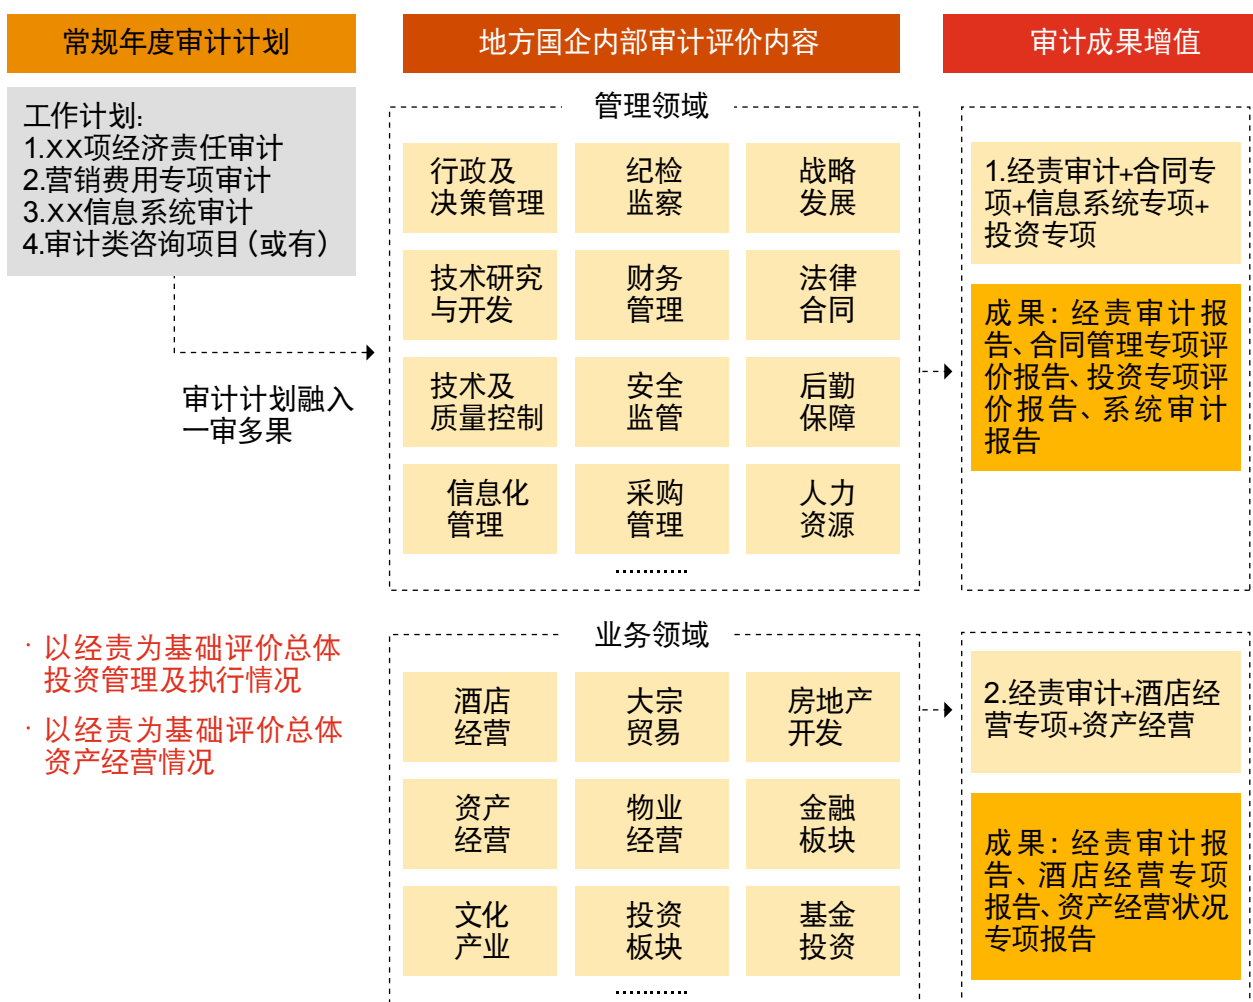 常规年度审计计划
工作计划:
1.XX项经济责任审计
2.营销费用专项审计
3.XX信息系统审计
4.审计类咨询项目（或有）
审计计划融入
一审多果
· 以经责为基础评价总体
投资管理及执行情况
· 以经责为基础评价总体
资产经营情况
地方国企内部审计评价内容
管理领域
行政及
决策管理
纪检
监察
战略
发展
技术研究
与开发
财务
管理
法律
合同
技术及
质量控制
安全
监管
后勤
保障
信息化
管理
采购
管理
人力
资源
...........
业务领域
酒店
经营
大宗
贸易
房地产
开发
资产
经营
物业
经营
金融
板块
文化
产业
投资
板块
基金
投资
...........
审计成果增值
1.经责审计+合同专
项+信息系统专项+
投资专项
成果：经责审计报
告、合同管理专项评
价报告、投资专项评
价报告、系统审计
报告
2.经责审计+酒店经
营专项+资产经营
成果：经责审计报
告、酒店经营专项
报告、资产经营状况
专项报告